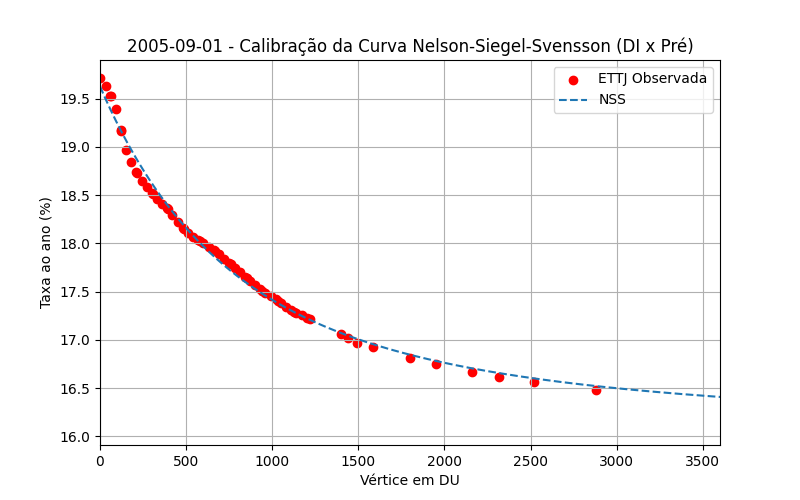 2005-09-01 - Calibração da Curva Nelson-Siegel-Svensson (DI x Pré)
ETTJ Observada
NSS
Taxa ao ano (%)
19.5
19.0
18.5
18.0
17.5
17.0
16.5
16.0
0 500 1000 1500 2000 2500 3000 3500
Vértice em DU